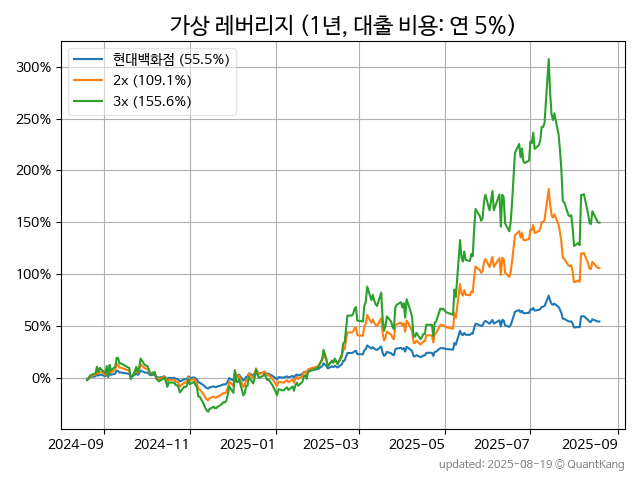 가상 레버리지 (1년, 대출 비용: 연 5%)
현대백화점 (55.5%)
2x (109.1%)
3x (155.6%)
300%
250%
200%
150%
100%
50%
0%
2024-09 2024-11 2025-01 2025-03 2025-05 2025-07 2025-09
updated: 2025-08-19 © QuantKang